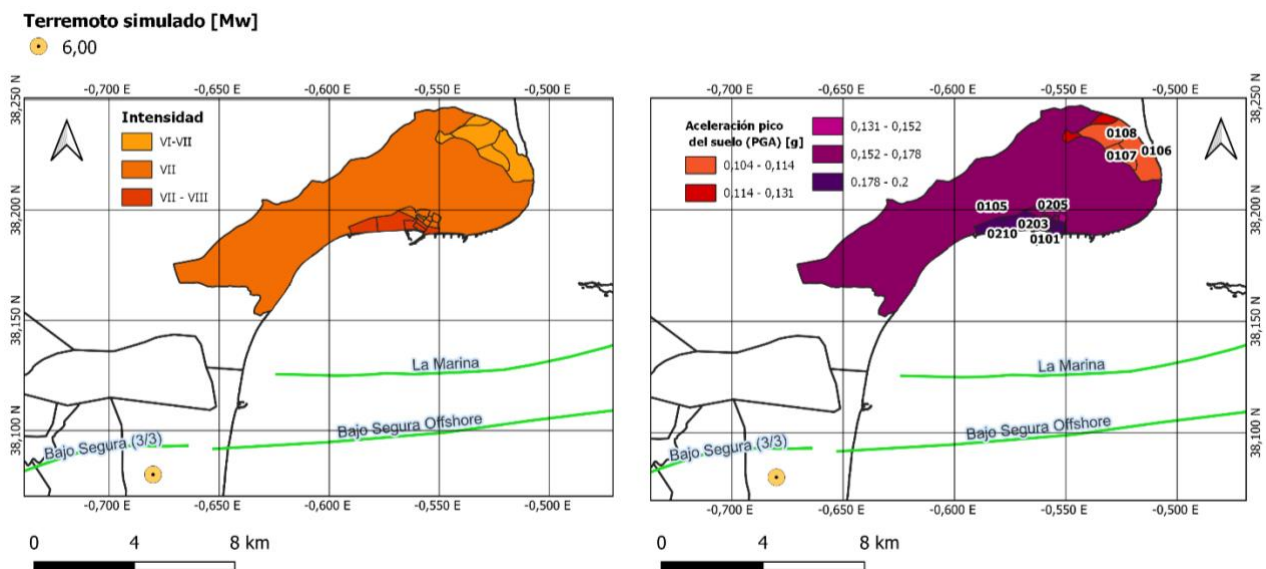 Terremoto simulado [Mw]
6,00
-0,700 E
-0,650 E
-0,600 E
-0,550 E
-0,500 E
38,250 N
38,200 N
38,150 N
38,100 N
Intensidad
VI-VII
VII
VII - VIII
La Marina
Bajo Segura Offshore
Bajo Segura (3/3)
-0,700 E
-0,650 E
-0,600 E
-0,550 E
-0,500 E
0
4
8 km
-0,700 E
-0,650 E
-0,600 E
-0,550 E
-0,500 E
38,250 N
38,200 N
38,150 N
38,100 N
Aceleración pico
del suelo (PGA) [g]
0,104 - 0,114
0,114 - 0,131
0,131 - 0,152
0,152 - 0,178
0.178 - 0.2
0108
0106
0107
0105
0205
0203
0210
0101
La Marina
Bajo Segura Offshore
Bajo Segura (3/3)
-0,700 E
-0,650 E
-0,600 E
-0,550 E
-0,500 E
0
4
8 km